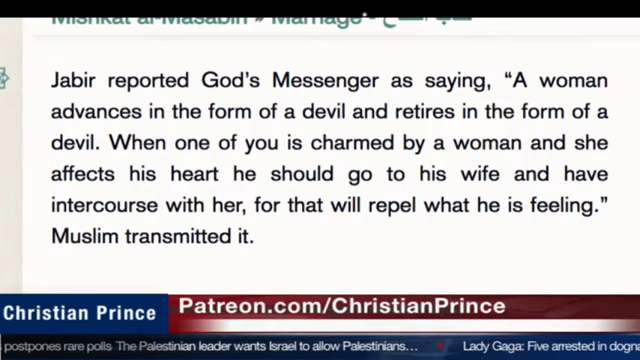 Mishkat al-Masabih » Marriage -
Jabir reported God's Messenger as saying, “A woman
advances in the form of a devil and retires in the form of a
devil. When one of you is charmed by a woman and she
affects his heart he should go to his wife and have
intercourse with her, for that will repel what he is feeling.”
Muslim transmitted it.
Christian Prince
Patreon.com/ChristianPrince
postpones rare polls The Palestinian leader wants Israel to allow Palestinians... Lady Gaga: Five arrested in